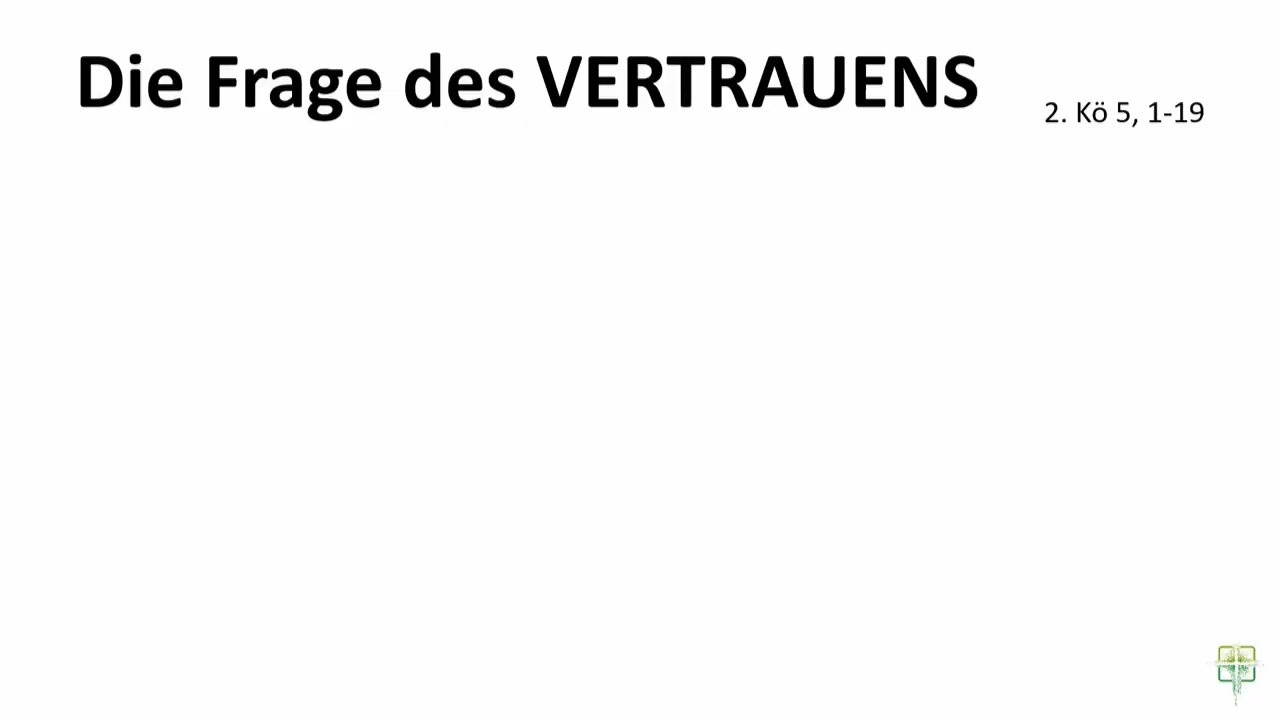 Die Frage des VERTRAUENS
2. Kö 5, 1-19